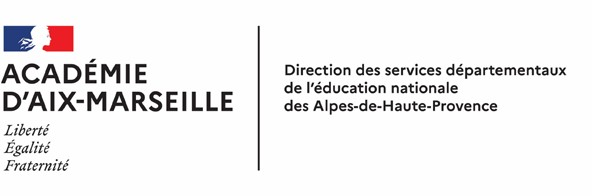 ACADÉMIE
D'AIX-MARSEILLE
Liberté
Égalité
Fraternité
Direction des services départementaux
de l'éducation nationale
des Alpes-de-Haute-Provence